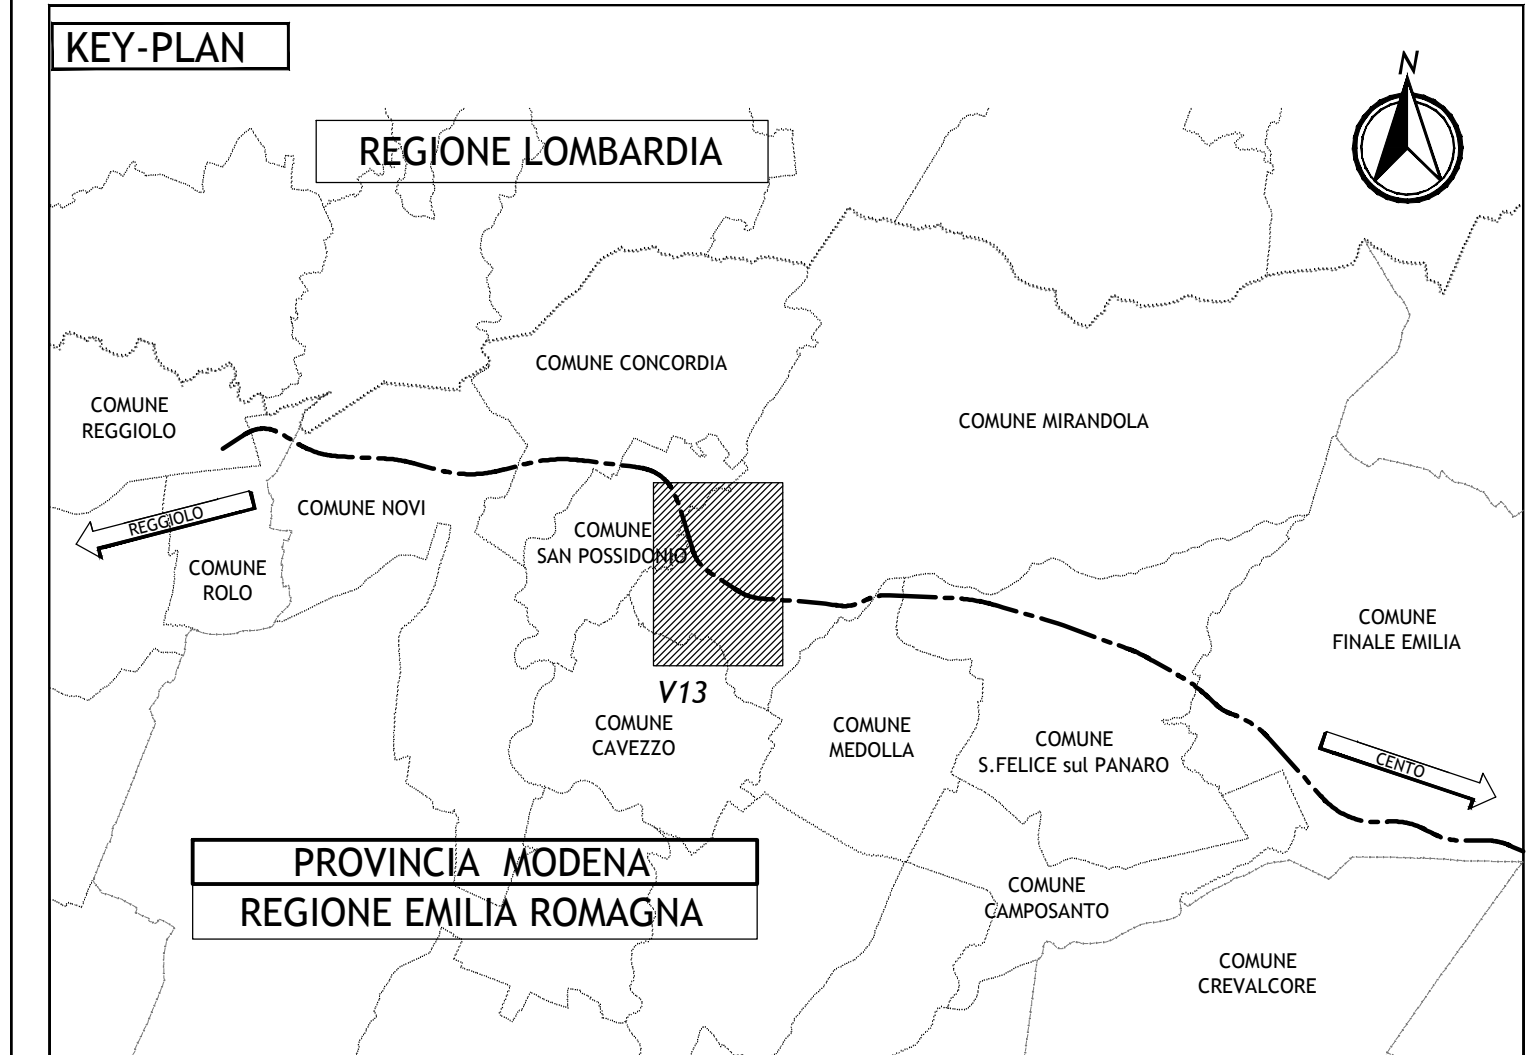 KEY-PLAN
N
REGIONE LOMBARDIA
COMUNE CONCORDIA
COMUNE
REGGIOLO
COMUNE MIRANDOLA
REGGIOLO
COMUNE NOVI
COMUNE
SAN POSSIDONIO
COMUNE
ROLO
COMUNE
FINALE EMILIA
V13
COMUNE
CAVEZZO
COMUNE
MEDOLLA
COMUNE
S.FELICE sul PANARO
CENTO
PROVINCIA MODENA
REGIONE EMILIA ROMAGNA
COMUNE
CAMPOSANTO
COMUNE
CREVALCORE